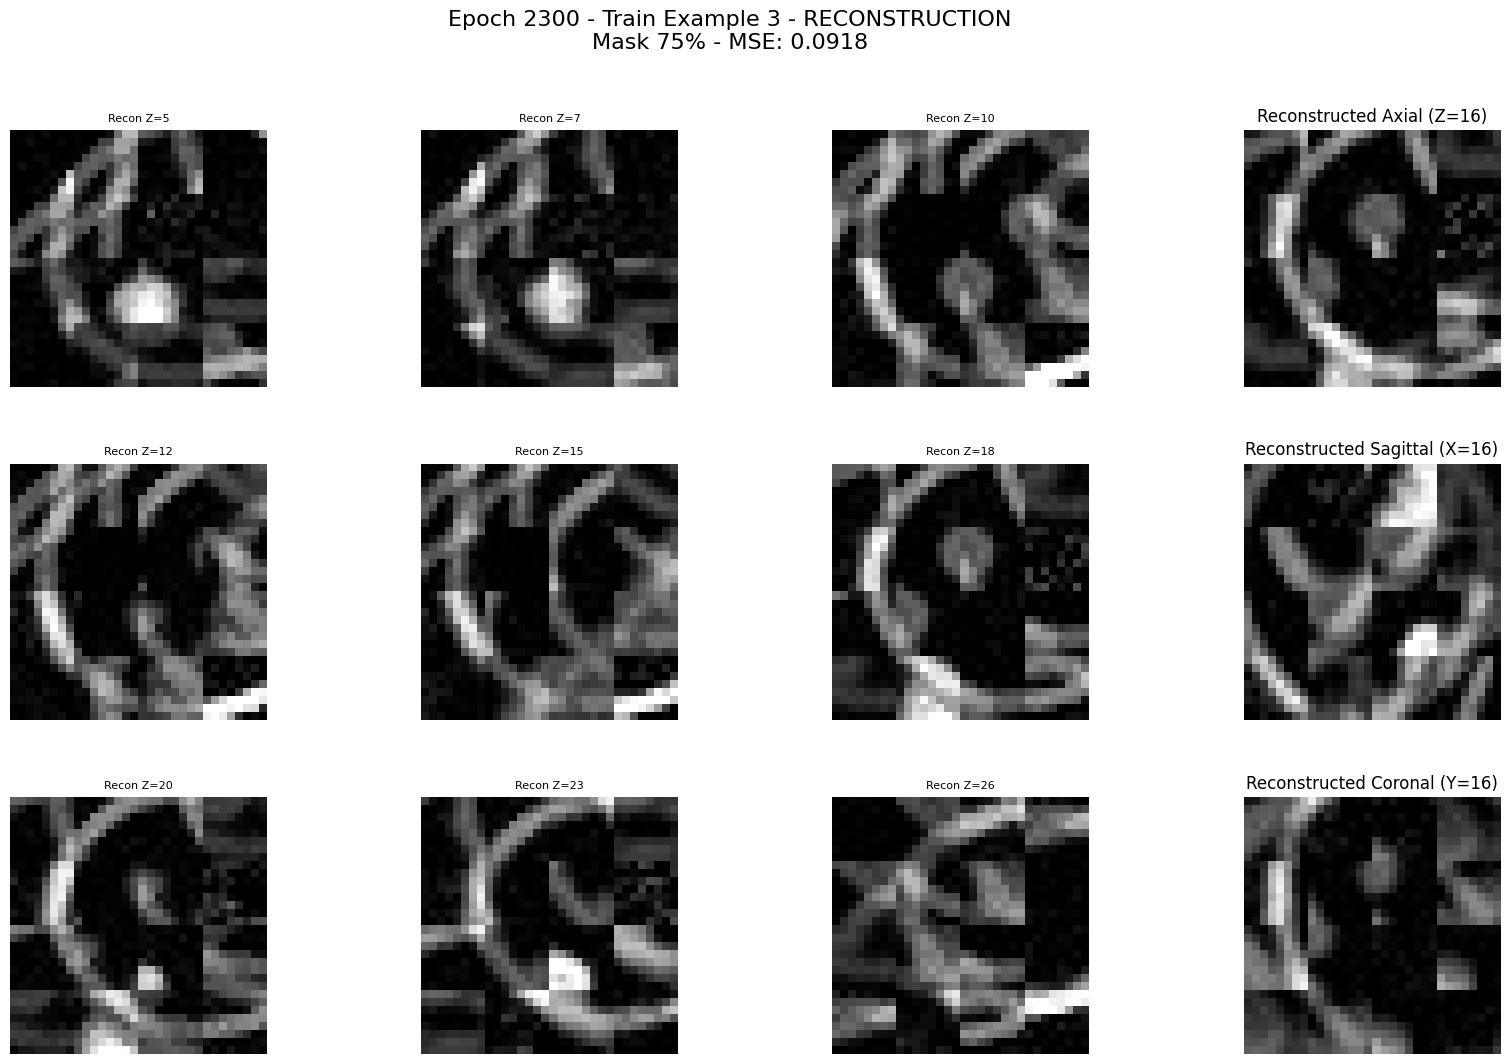 Epoch 2300 - Train Example 3 - RECONSTRUCTION
Mask 75% - MSE: 0.0918
Recon Z=5
Recon Z=7
Recon Z=10
Reconstructed Axial (Z=16)
Recon Z=12
Recon Z=15
Recon Z=18
Reconstructed Sagittal (X=16)
Recon Z=20
Recon Z=23
Recon Z=26
Reconstructed Coronal (Y=16)